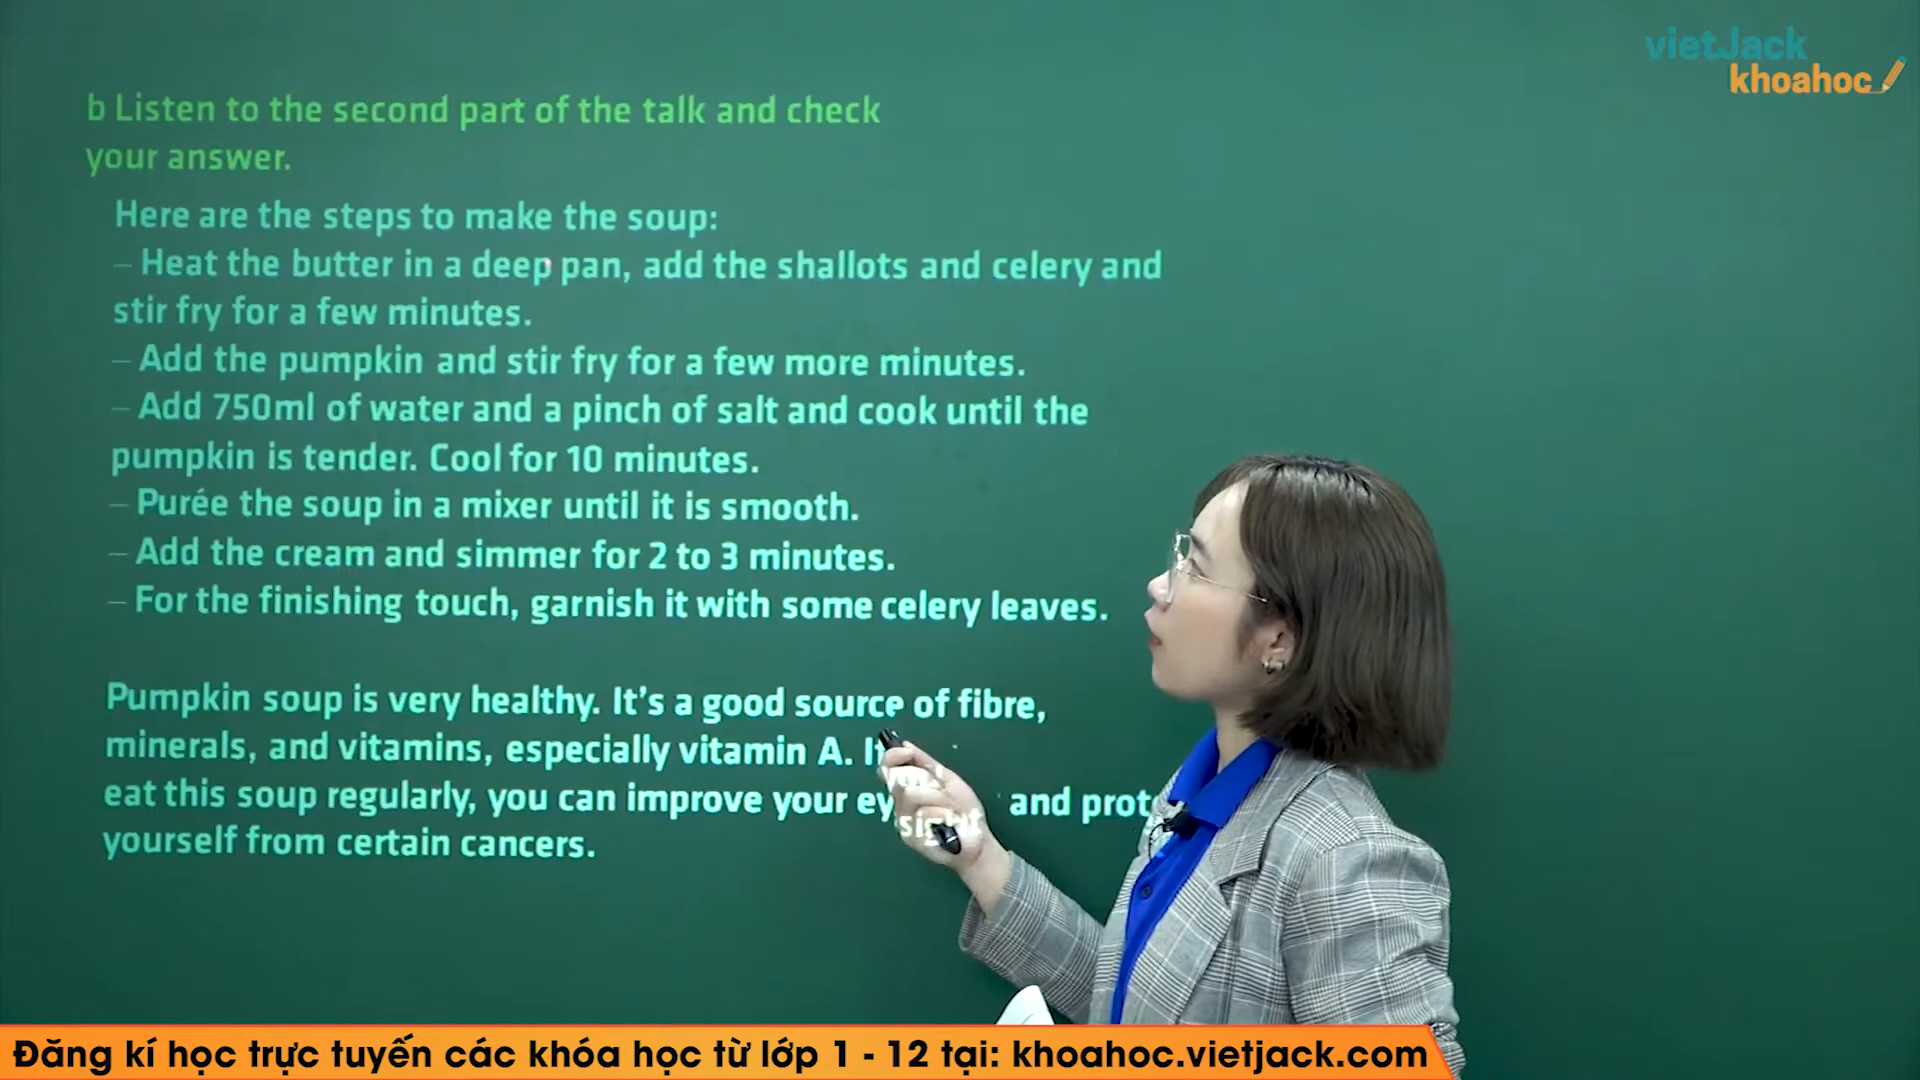 vietJack
khoahoc
b Listen to the second part of the talk and check
your answer.
Here are the steps to make the soup:
– Heat the butter in a deep pan, add the shallots and celery and
stir fry for a few minutes.
– Add the pumpkin and stir fry for a few more minutes.
– Add 750ml of water and a pinch of salt and cook until the
pumpkin is tender. Cool for 10 minutes.
– Purée the soup in a mixer until it is smooth.
– Add the cream and simmer for 2 to 3 minutes.
– For the finishing touch, garnish it with some celery leaves.
Pumpkin soup is very healthy. It's a good source of fibre,
minerals, and vitamins, especially vitamin A. If you
eat this soup regularly, you can improve your eyesight and
yourself from certain cancers.
Đăng kí học trực tuyến các khóa học từ lớp 1 - 12 tại: khoahoc.vietjack.com